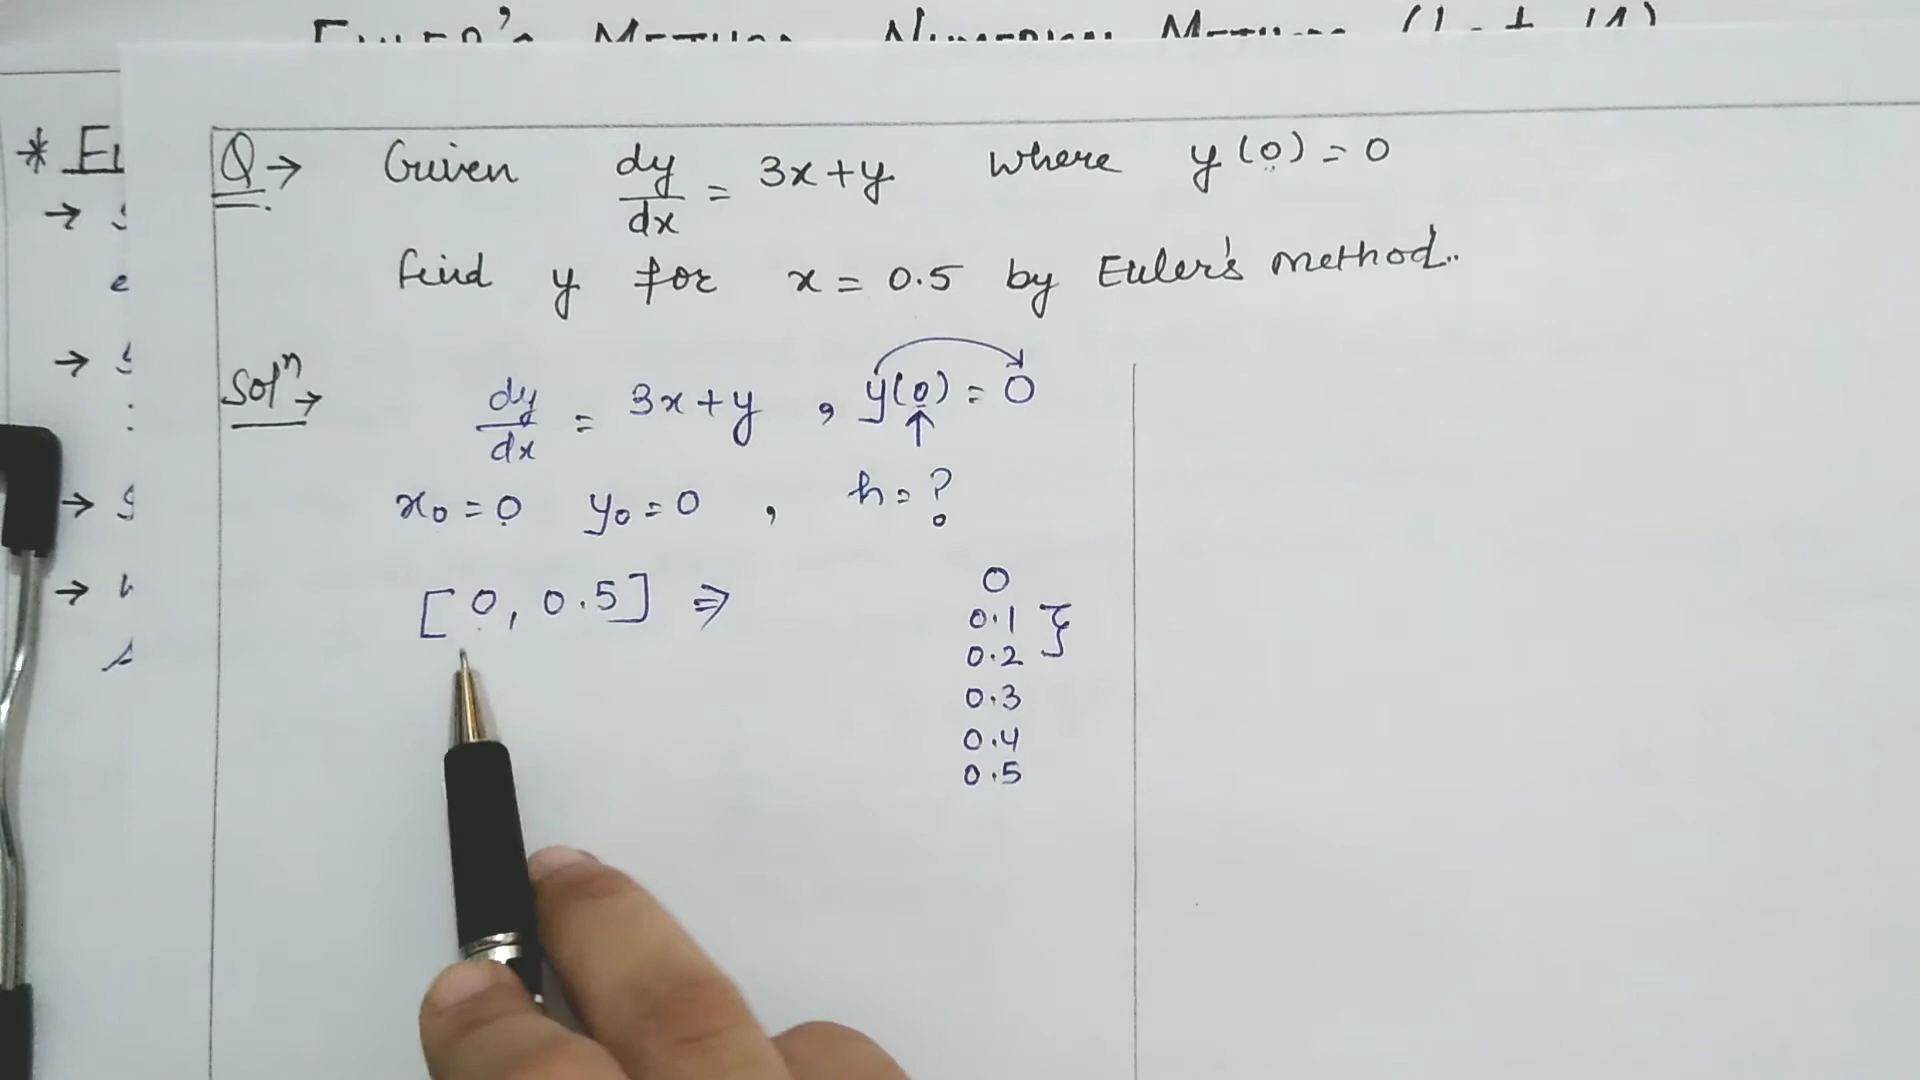 Q→ Given dy/dx = 3x+y where y(0)=0
find y for x=0.5 by Euler's method..
Solⁿ→ dy/dx = 3x+y , y(0)=0
x₀=0 y₀=0 , h=?
[0, 0.5] ⇒
0
0.1 }
0.2
0.3
0.4
0.5